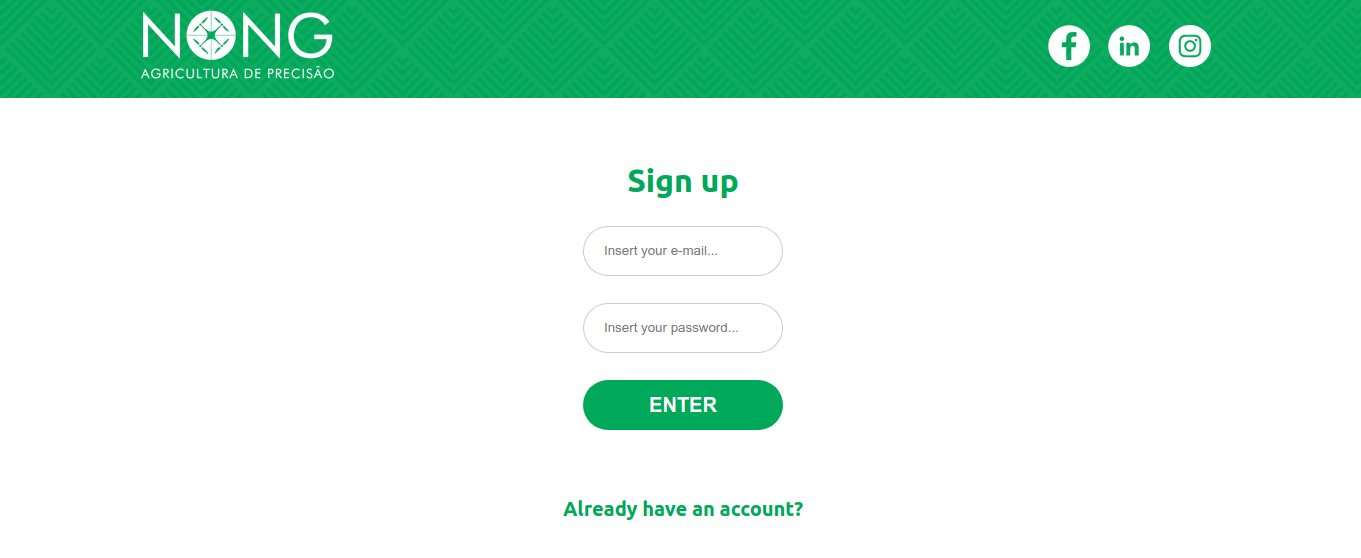 NONG
AGRICULTURA DE PRECISÃO
Sign up
Insert your e-mail...
Insert your password...
ENTER
Already have an account?